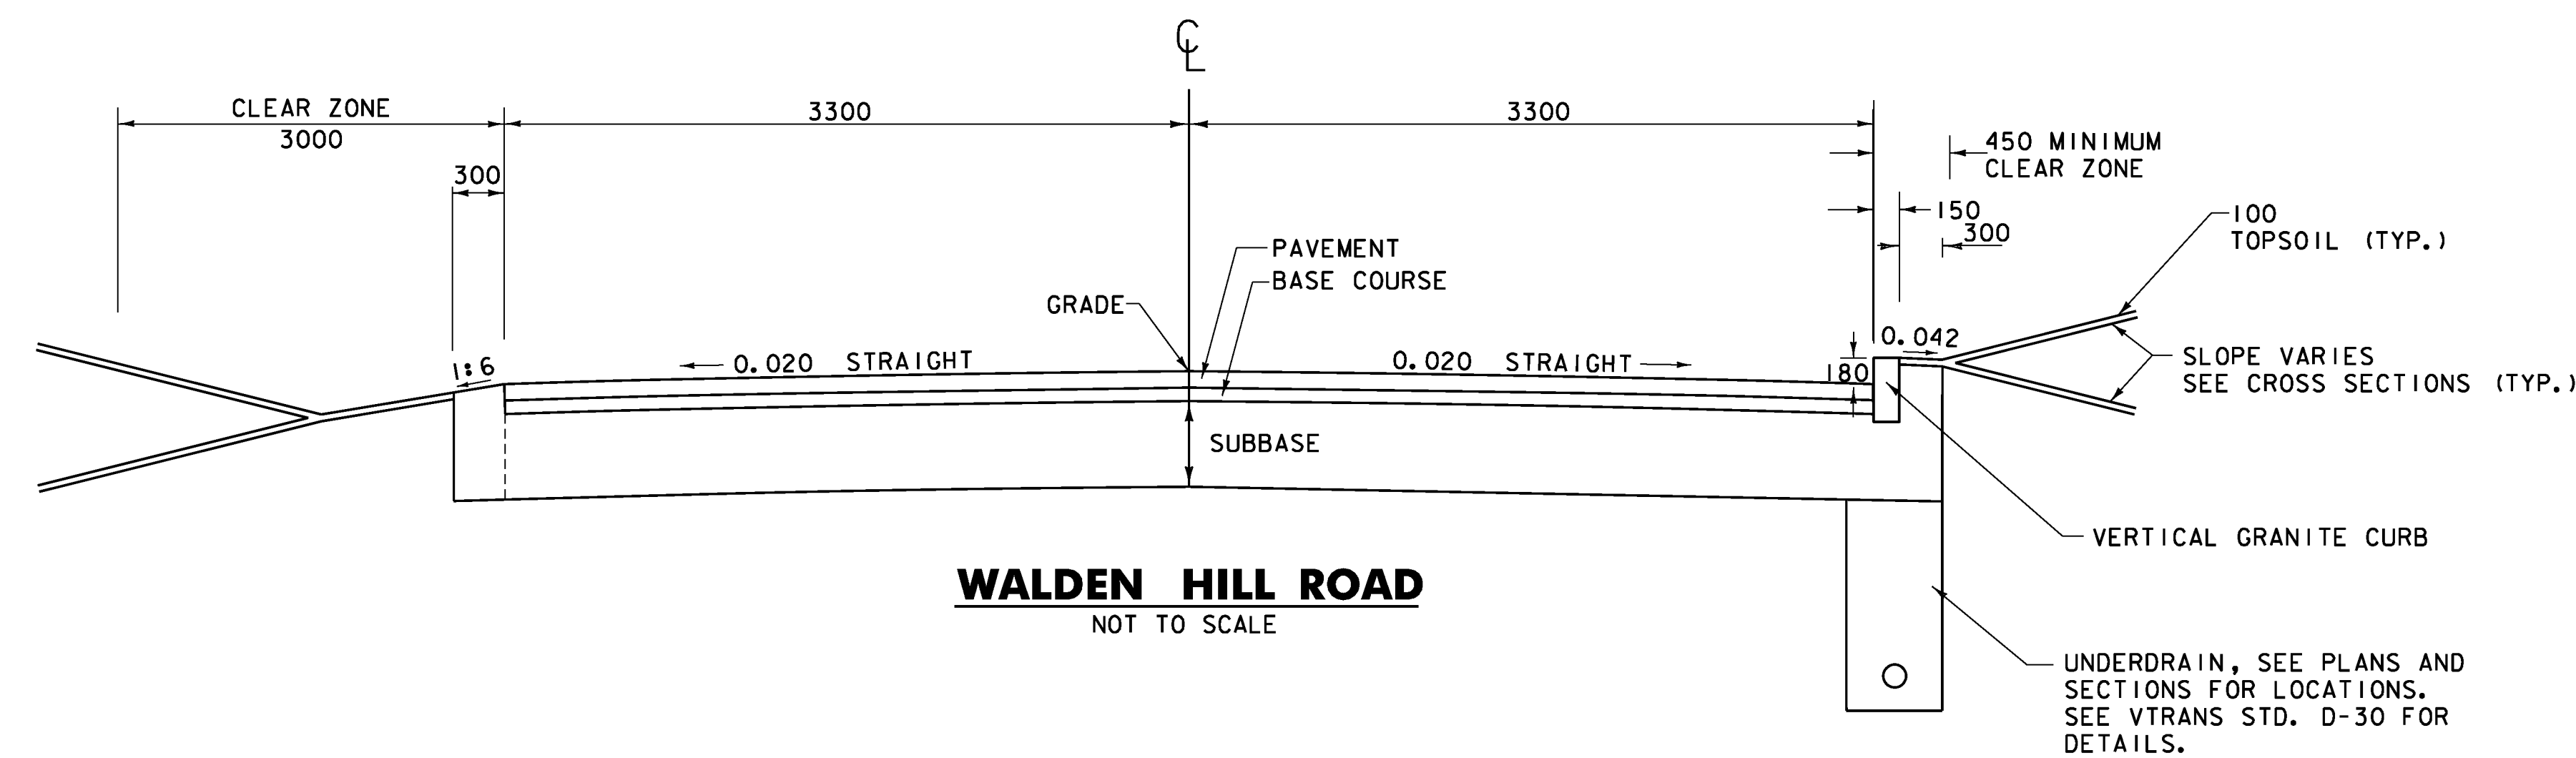 CL
CLEAR ZONE
3000
3300
3300
450 MINIMUM
CLEAR ZONE
300
150
300
100
TOPSOIL (TYP.)
PAVEMENT
BASE COURSE
GRADE
1:6
0.020 STRAIGHT
0.020 STRAIGHT
0.042
180
SLOPE VARIES
SEE CROSS SECTIONS (TYP.)
SUBBASE
VERTICAL GRANITE CURB
WALDEN HILL ROAD
NOT TO SCALE
UNDERDRAIN, SEE PLANS AND
SECTIONS FOR LOCATIONS.
SEE VTRANS STD. D-30 FOR
DETAILS.